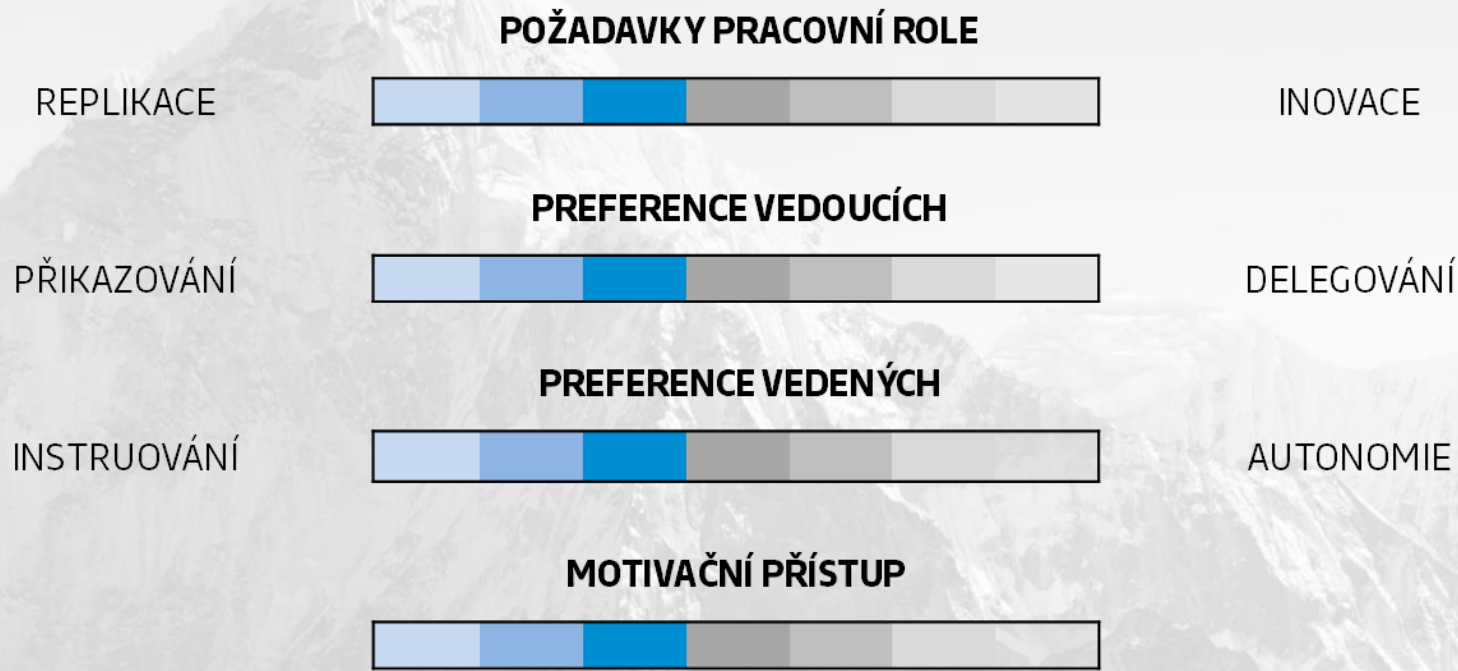 POŽADAVKY PRACOVNÍ ROLE
REPLIKACE
INOVACE
PREFERENCE VEDOUCÍCH
PŘIKAZOVÁNÍ
DELEGOVÁNÍ
PREFERENCE VEDENÝCH
INSTRUOVÁNÍ
AUTONOMIE
MOTIVAČNÍ PŘÍSTUP